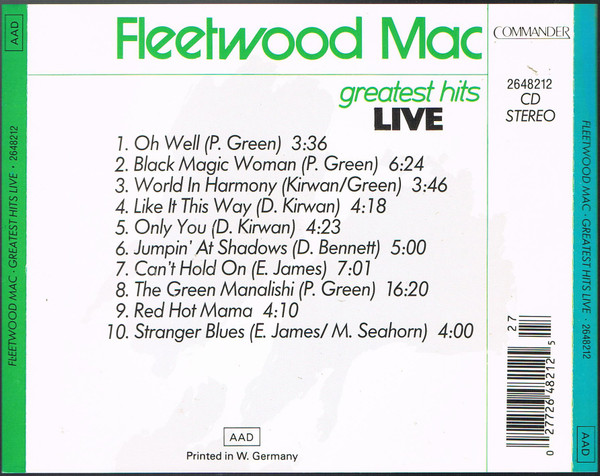 AAD
FLEETWOOD MAC · GREATEST HITS LIVE · 2648212
Fleetwood Mac
greatest hits
LIVE
1. Oh Well (P. Green) 3:36
2. Black Magic Woman (P. Green) 6:24
3. World In Harmony (Kirwan/Green) 3:46
4. Like It This Way (D. Kirwan) 4:18
5. Only You (D. Kirwan) 4:23
6. Jumpin' At Shadows (D. Bennett) 5:00
7. Can't Hold On (E. James) 7:01
8. The Green Manalishi (P. Green) 16:20
9. Red Hot Mama 4:10
10. Stranger Blues (E. James/ M. Seahorn) 4:00
AAD
Printed in W. Germany
COMMANDER
2648212
CD
STEREO
27
0 27726 48212 5
FLEETWOOD MAC · GREATEST HITS LIVE · 2648212
AAD